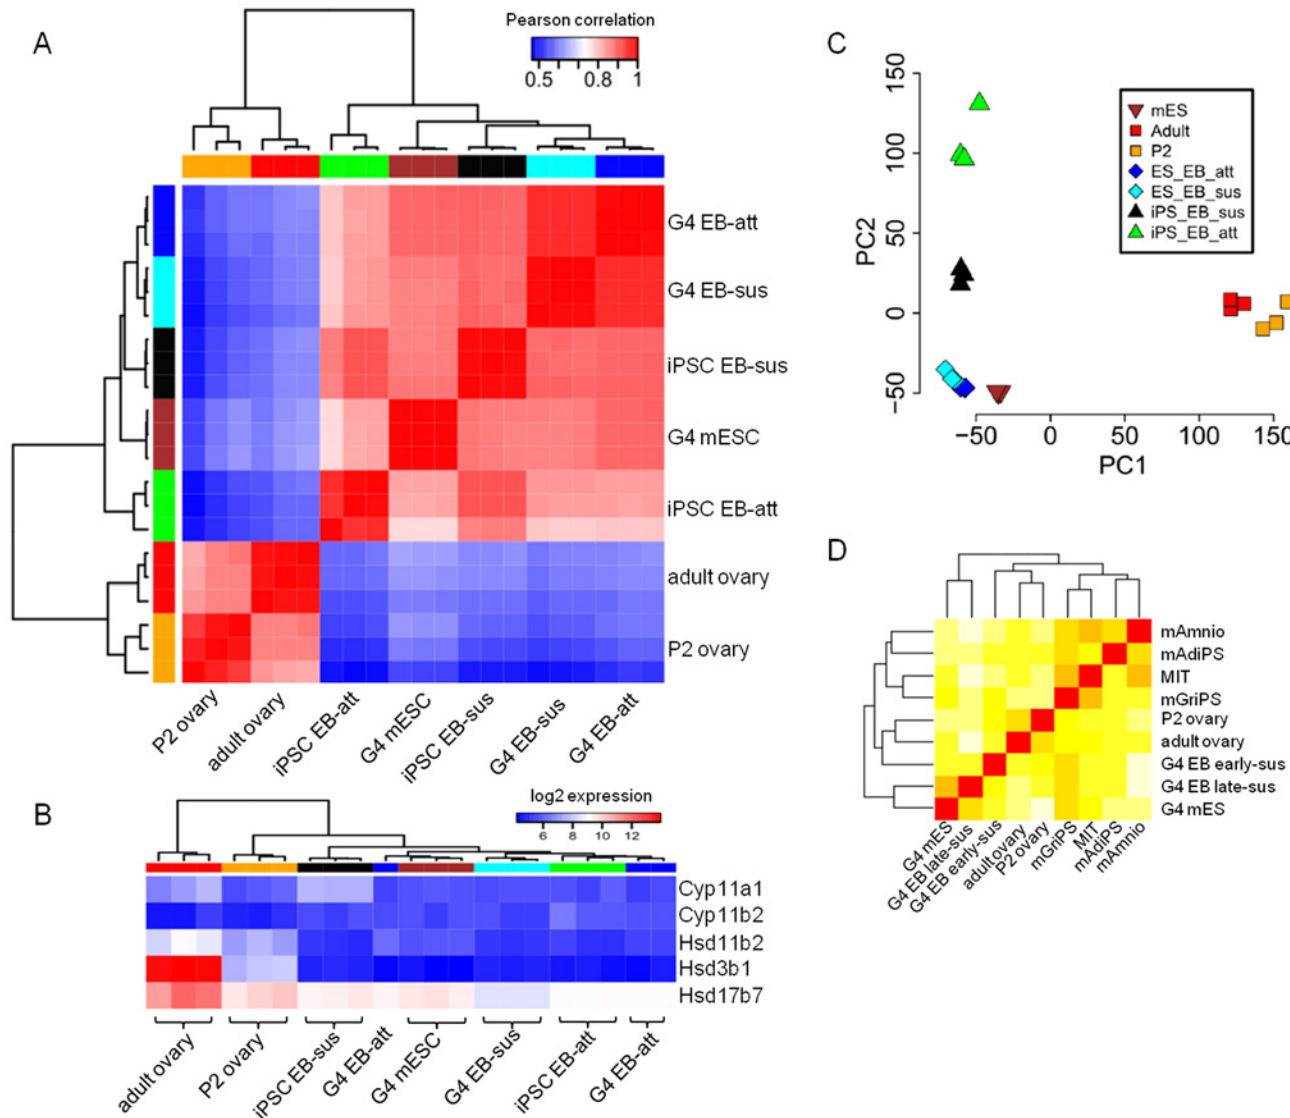 A
Pearson correlation
0.5 0.8 1
G4 EB-att
G4 EB-sus
iPSC EB-sus
G4 mESC
iPSC EB-att
adult ovary
P2 ovary
P2 ovary
adult ovary
iPSC EB-att
G4 mESC
iPSC EB-sus
G4 EB-sus
G4 EB-att
B
log2 expression
6 8 10 12
Cyp11a1
Cyp11b2
Hsd11b2
Hsd3b1
Hsd17b7
adult ovary
P2 ovary
iPSC EB-sus
G4 EB-att
G4 mESC
G4 EB-sus
iPSC EB-att
G4 EB-att
C
PC2
150
100
50
0
−50
−50 0 50 100 150
PC1
mES
Adult
P2
ES_EB_att
ES_EB_sus
iPS_EB_sus
iPS_EB_att
D
mAmnio
mAdiPS
MIT
mGriPS
P2 ovary
adult ovary
G4 EB early-sus
G4 EB late-sus
G4 mES
G4 mES
G4 EB late-sus
G4 EB early-sus
adult ovary
P2 ovary
mGriPS
MIT
mAdiPS
mAmnio